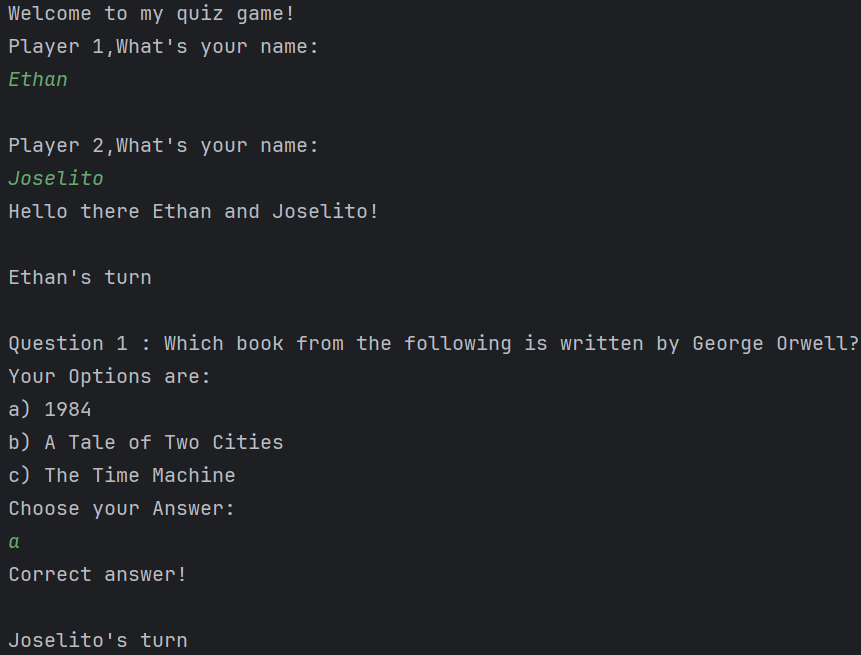 Welcome to my quiz game!
Player 1,What's your name:
Ethan
Player 2,What's your name:
Joselito
Hello there Ethan and Joselito!
Ethan's turn
Question 1 : Which book from the following is written by George Orwell?
Your Options are:
a) 1984
b) A Tale of Two Cities
c) The Time Machine
Choose your Answer:
a
Correct answer!
Joselito's turn